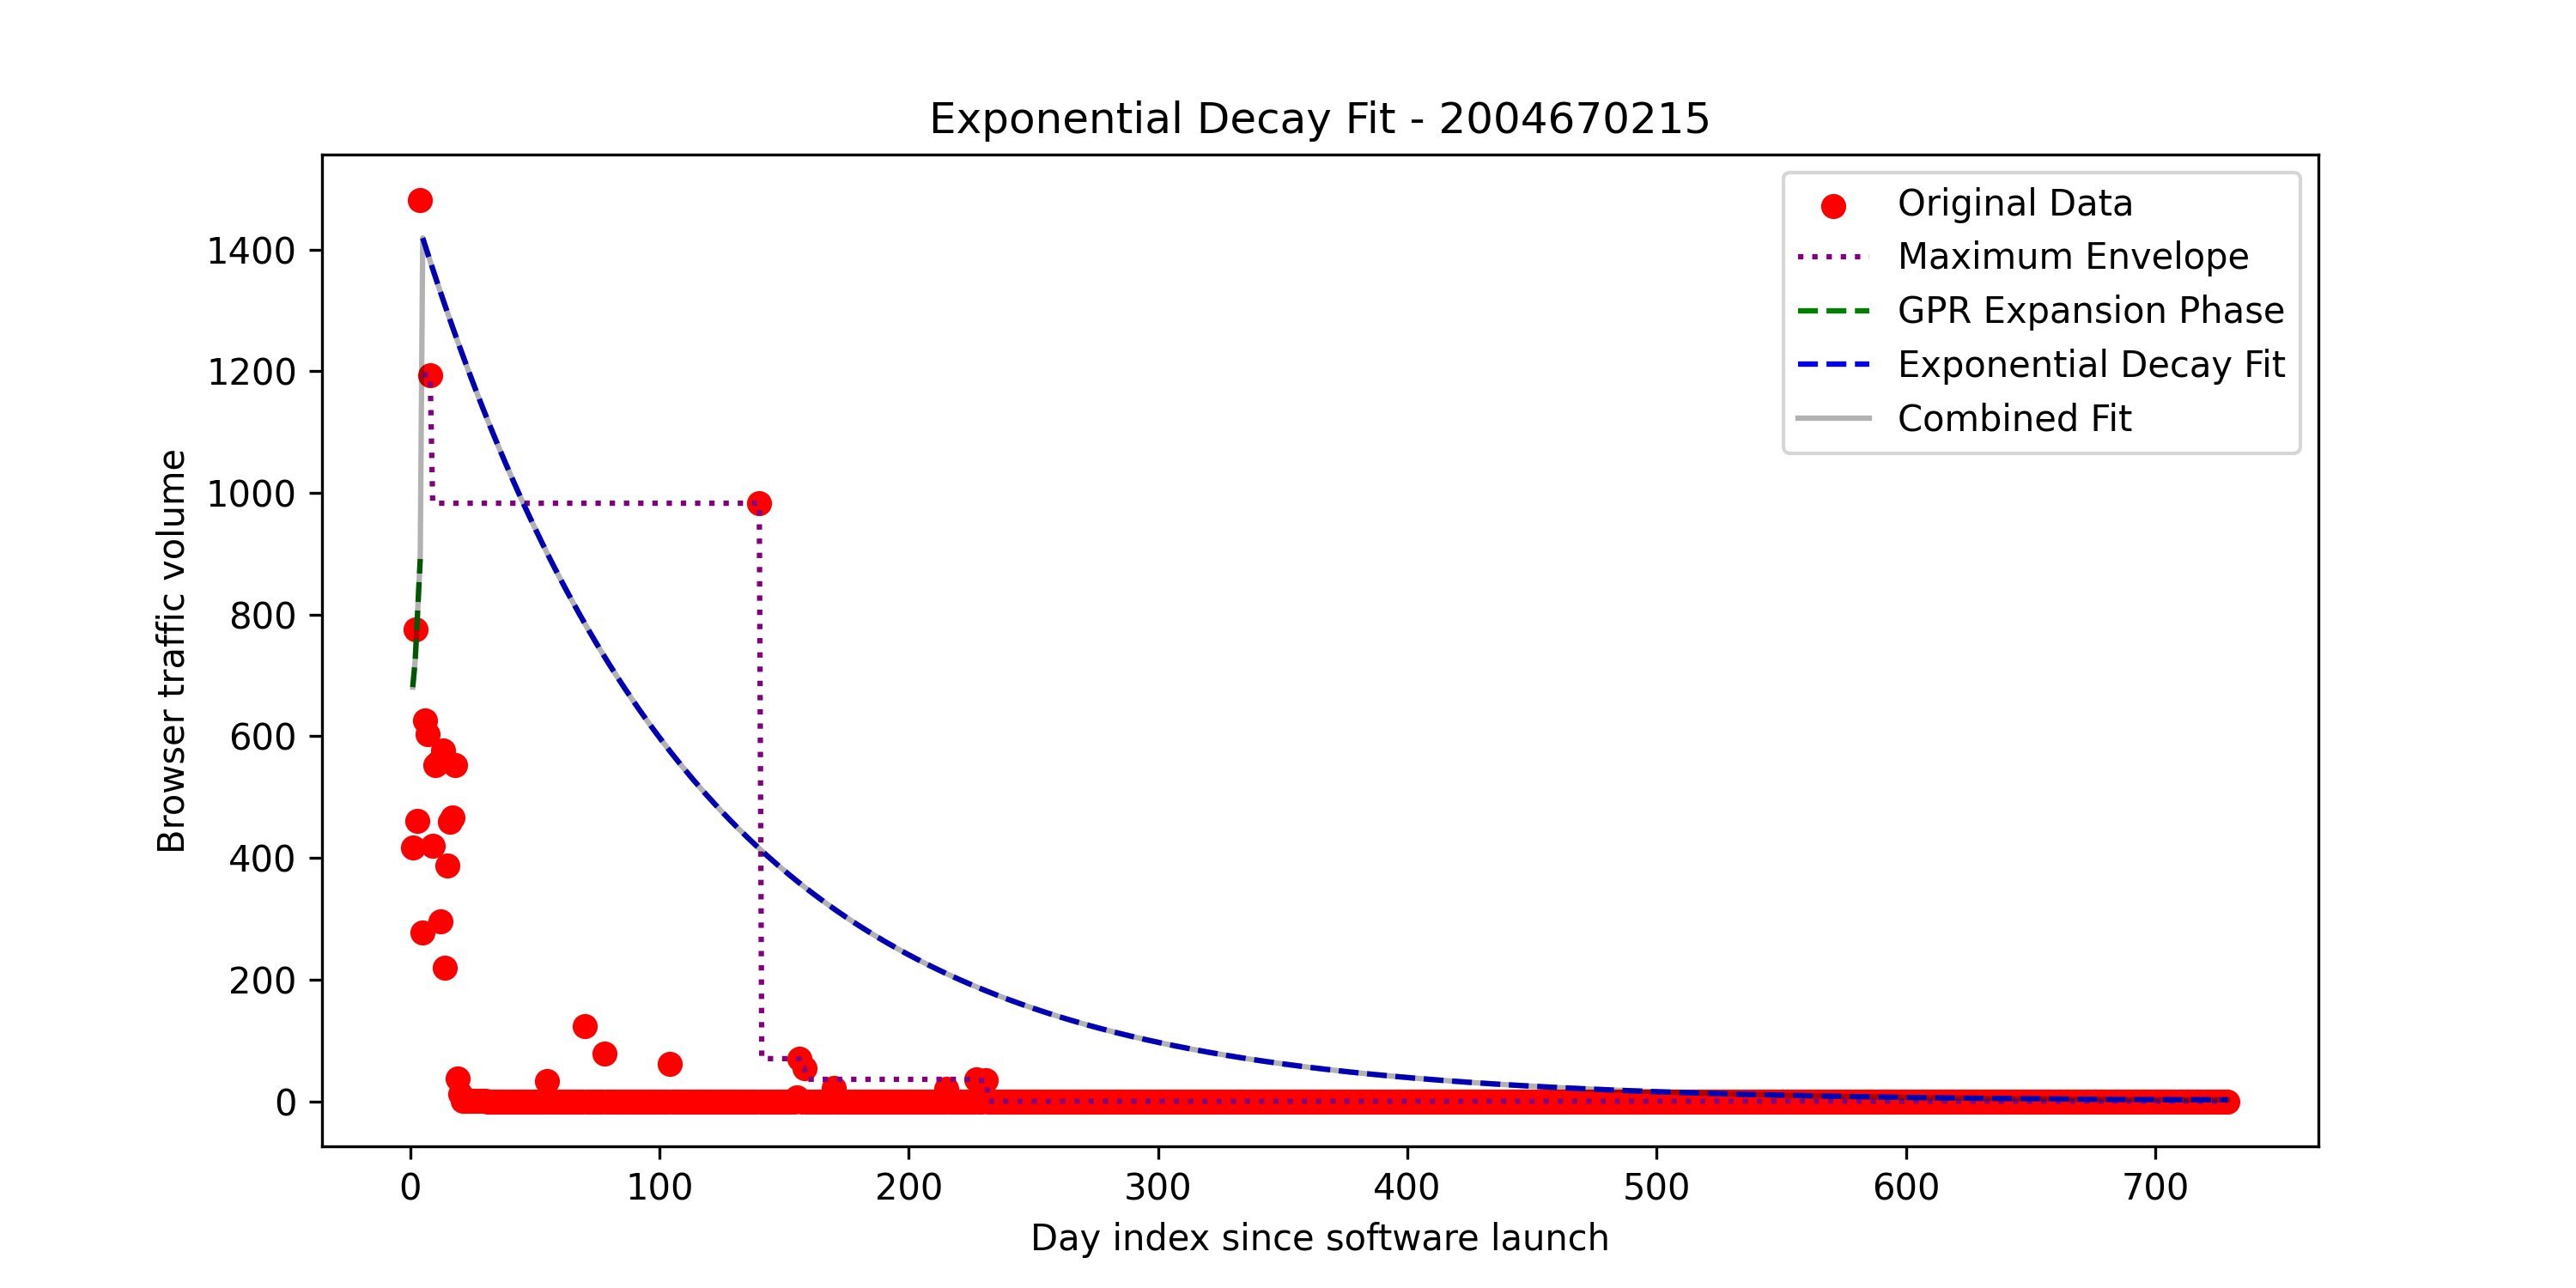 Exponential Decay Fit - 2004670215
Original Data
Maximum Envelope
GPR Expansion Phase
Exponential Decay Fit
Combined Fit
Browser traffic volume
1400
1200
1000
800
600
400
200
0
0 100 200 300 400 500 600 700
Day index since software launch